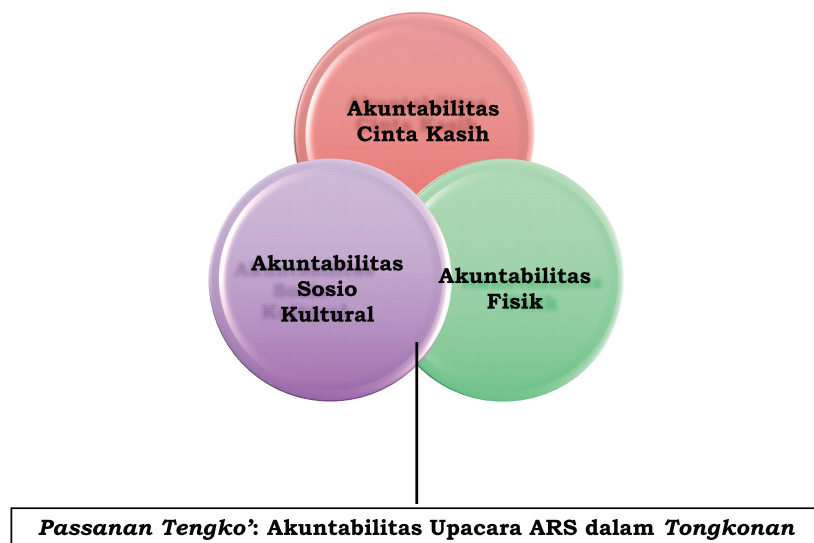 Akuntabilitas
Cinta Kasih
Akuntabilitas
Sosio
Kultural
Akuntabilitas
Fisik
Passanan Tengko’: Akuntabilitas Upacara ARS dalam Tongkonan